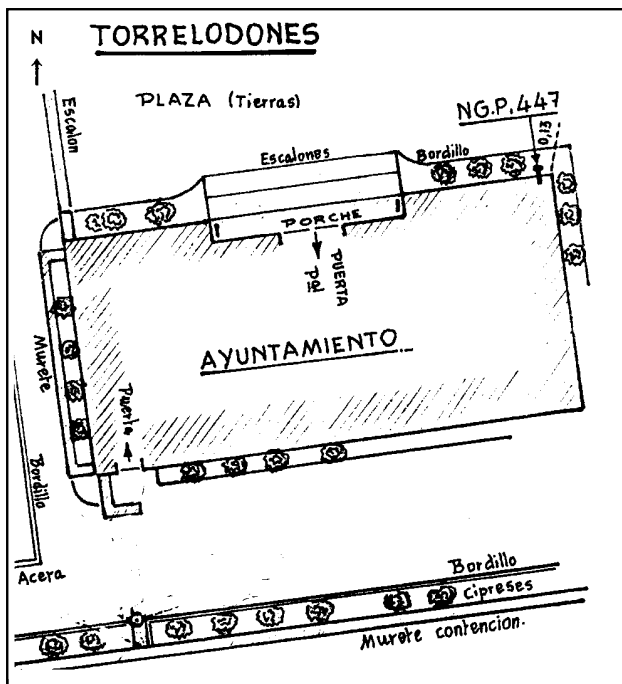 TORRELODONES
N
PLAZA (Tierras)
NG.P.447
Escalon
Escalones
Bordillo
0,13
PORCHE
PUERTA
pal
AYUNTAMIENTO
Murete
Puerta
Bordillo
Acera
Bordillo
cipreses
Murete contencion.